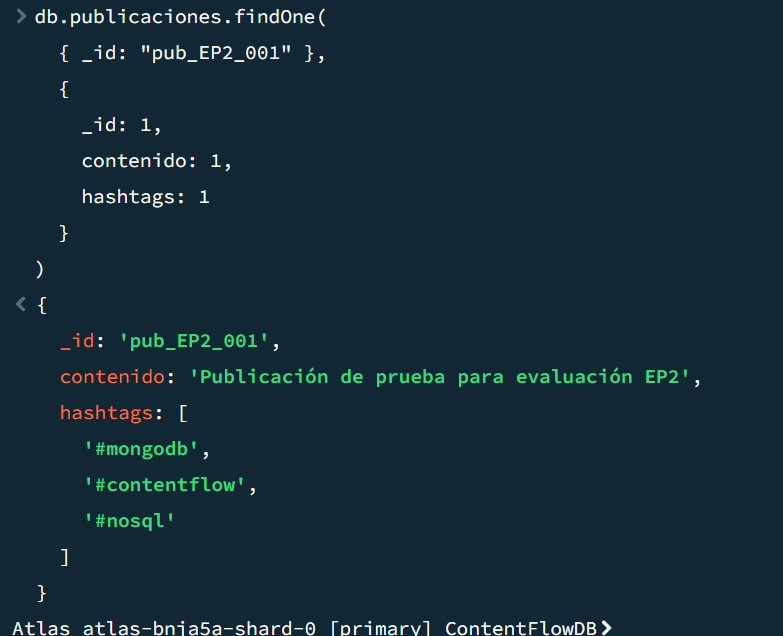 > db.publicaciones.findOne(
{ _id: "pub_EP2_001" },
{
_id: 1,
contenido: 1,
hashtags: 1
}
)
< {
_id: 'pub_EP2_001',
contenido: 'Publicación de prueba para evaluación EP2',
hashtags: [
'#mongodb',
'#contentflow',
'#nosql'
]
}
Atlas atlas-bnja5a-shard-0 [primary] ContentFlowDB>